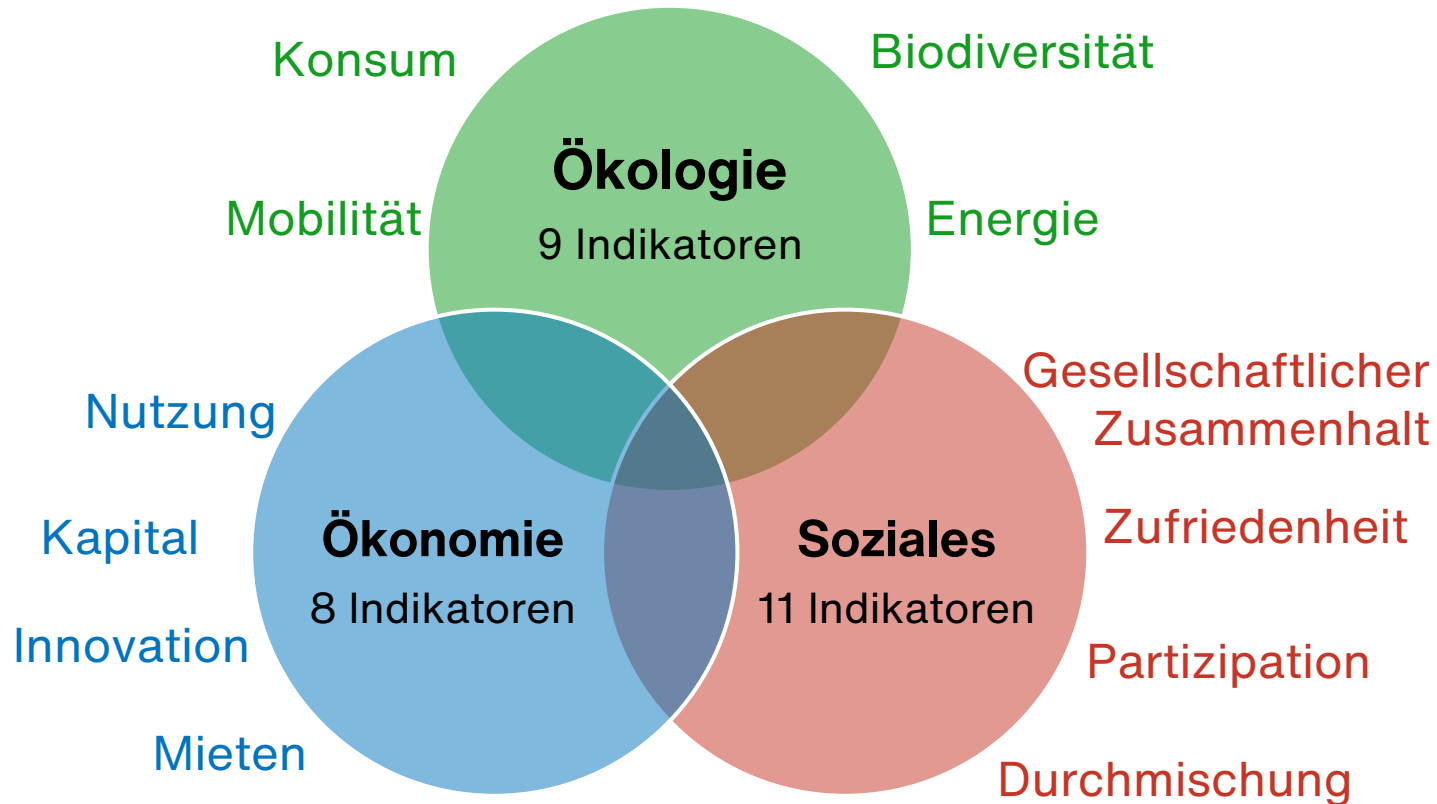 Konsum
Biodiversität
Ökologie
9 Indikatoren
Mobilität
Energie
Nutzung
Kapital
Innovation
Mieten
Ökonomie
8 Indikatoren
Soziales
11 Indikatoren
Gesellschaftlicher
Zusammenhalt
Zufriedenheit
Partizipation
Durchmischung